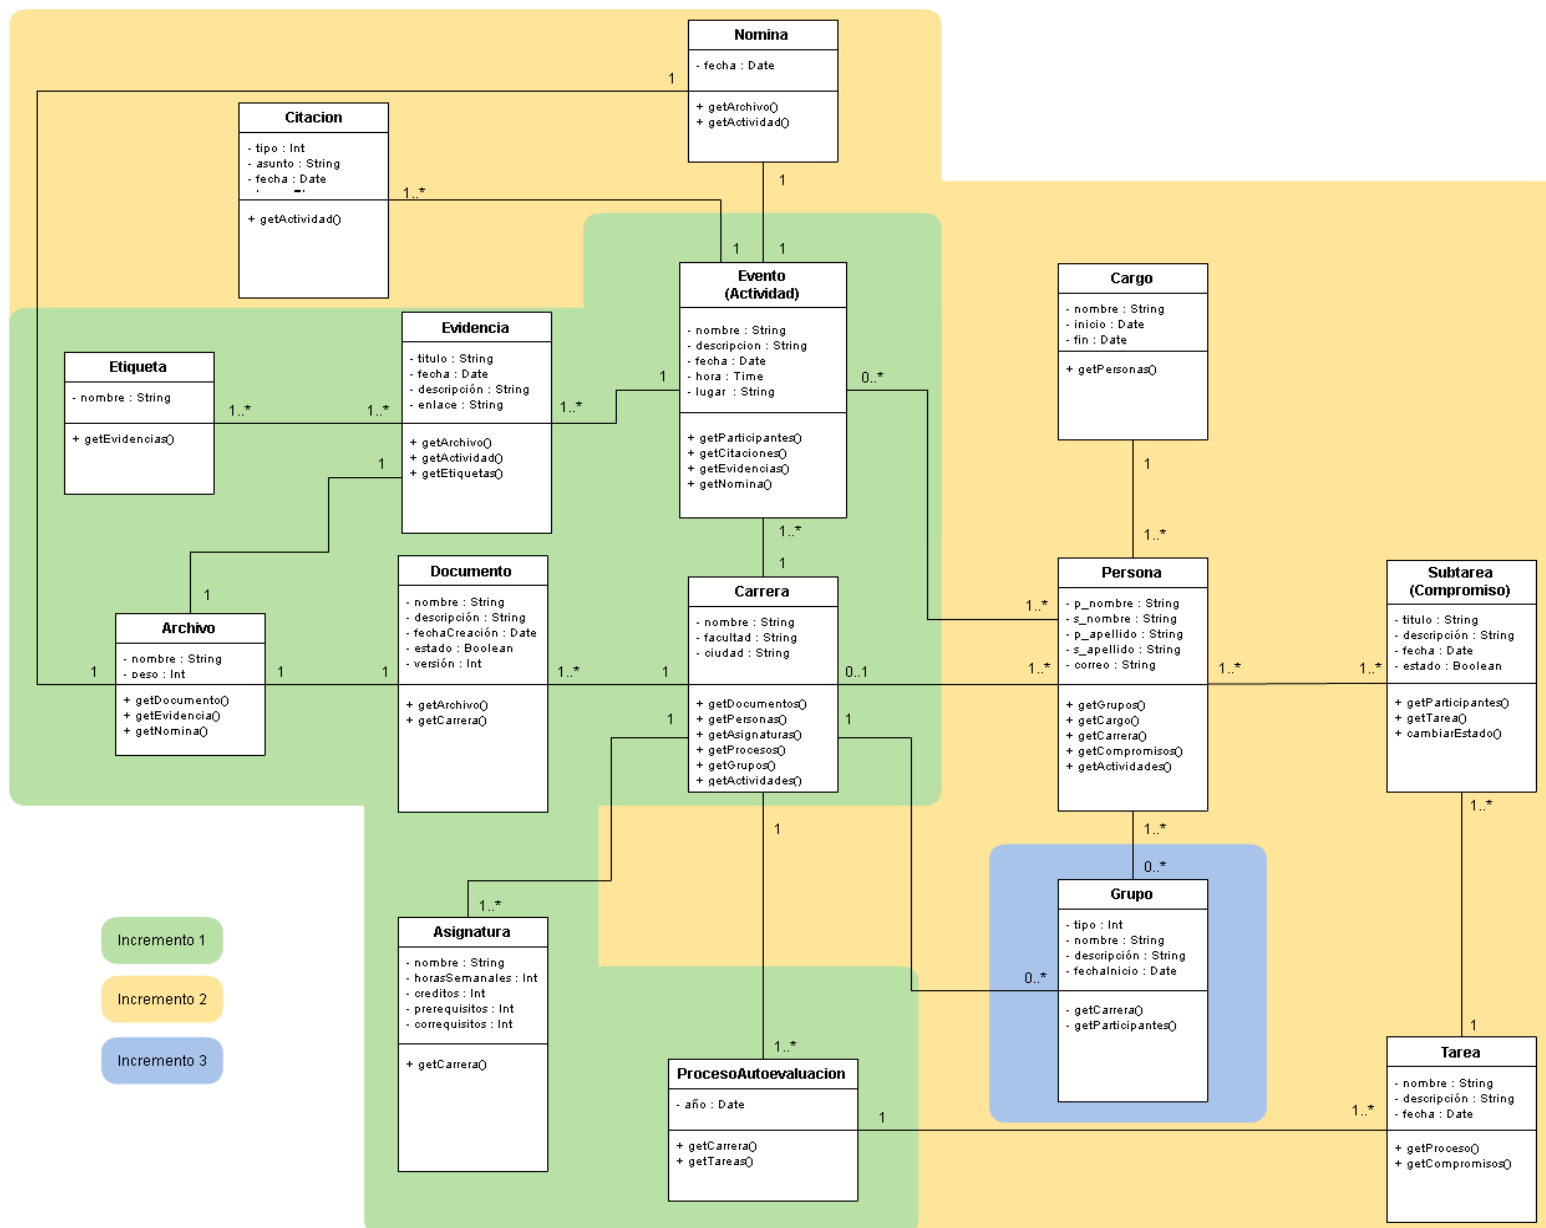 Nomina
- fecha : Date
+ getArchivo()
+ getActividad()
1
1
Citacion
- tipo : Int
- asunto : String
- fecha : Date
+ getActividad()
1..*
1
1
Evento
(Actividad)
- nombre : String
- descripcion : String
- fecha : Date
- hora : Time
- lugar : String
+ getParticipantes()
+ getCitaciones()
+ getEvidencias()
+ getNomina()
1
0..*
1..*
Cargo
- nombre : String
- inicio : Date
- fin : Date
+ getPersonas()
1
1..*
Evidencia
- titulo : String
- fecha : Date
- descripción : String
- enlace : String
+ getArchivo()
+ getActividad()
+ getEtiquetas()
1..*
1..*
1
Etiqueta
- nombre : String
+ getEvidencias()
1..*
Documento
- nombre : String
- descripción : String
- fechaCreación : Date
- estado : Boolean
- versión : Int
+ getArchivo()
+ getCarrera()
1
1..*
Carrera
- nombre : String
- facultad : String
- ciudad : String
+ getDocumentos()
+ getPersonas()
+ getAsignaturas()
+ getProcesos()
+ getGrupos()
+ getActividades()
1
1
0..1
1
1
1
Persona
- p_nombre : String
- s_nombre : String
- p_apellido : String
- s_apellido : String
- correo : String
+ getGrupos()
+ getCargo()
+ getCarrera()
+ getCompromisos()
+ getActividades()
1..*
1..*
1..*
1..*
Subtarea
(Compromiso)
- titulo : String
- descripción : String
- fecha : Date
- estado : Boolean
+ getParticipantes()
+ getTarea()
+ cambiarEstado()
1..*
1..*
Archivo
- nombre : String
- peso : Int
+ getDocumento()
+ getEvidencia()
+ getNomina()
1
1
1
Grupo
- tipo : Int
- nombre : String
- descripción : String
- fechaInicio : Date
- getCarrera()
- getParticipantes()
0..*
0..*
Asignatura
- nombre : String
- horasSemanales : Int
- creditos : Int
- prerequisitos : Int
- correquisitos : Int
+ getCarrera()
1..*
Incremento 1
Incremento 2
Incremento 3
ProcesoAutoevaluacion
- año : Date
+ getCarrera()
+ getTareas()
1..*
1
Tarea
- nombre : String
- descripción : String
- fecha : Date
+ getProceso()
+ getCompromisos()
1
1..*